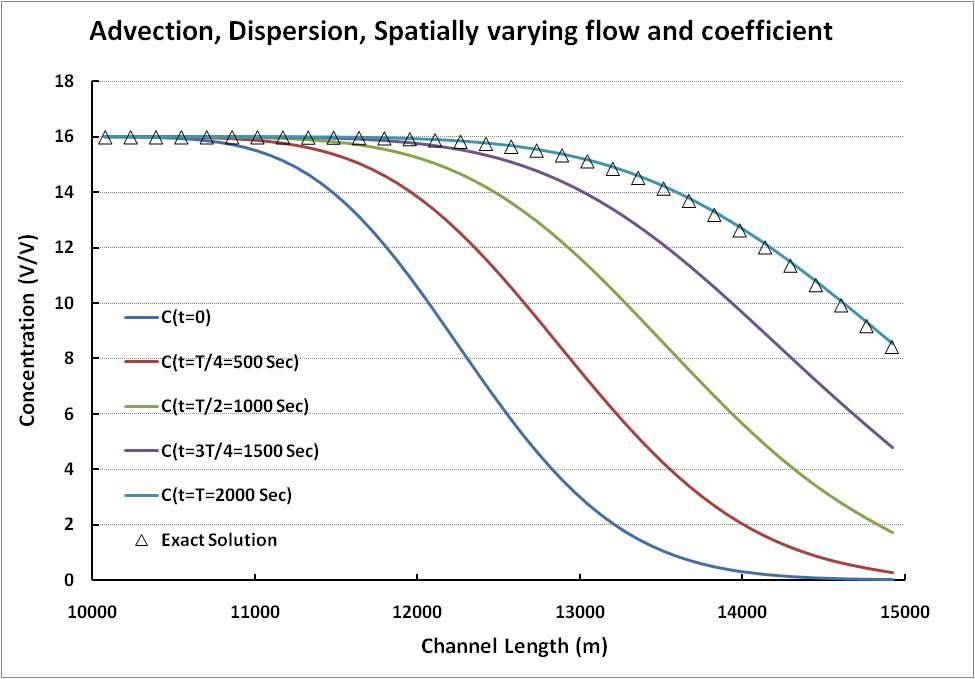 Advection, Dispersion, Spatially varying flow and coefficient
18
16
14
12
10
8
6
4
2
0
Concentration (V/V)
C(t=0)
C(t=T/4=500 Sec)
C(t=T/2=1000 Sec)
C(t=3T/4=1500 Sec)
C(t=T=2000 Sec)
Exact Solution
10000 11000 12000 13000 14000 15000
Channel Length (m)